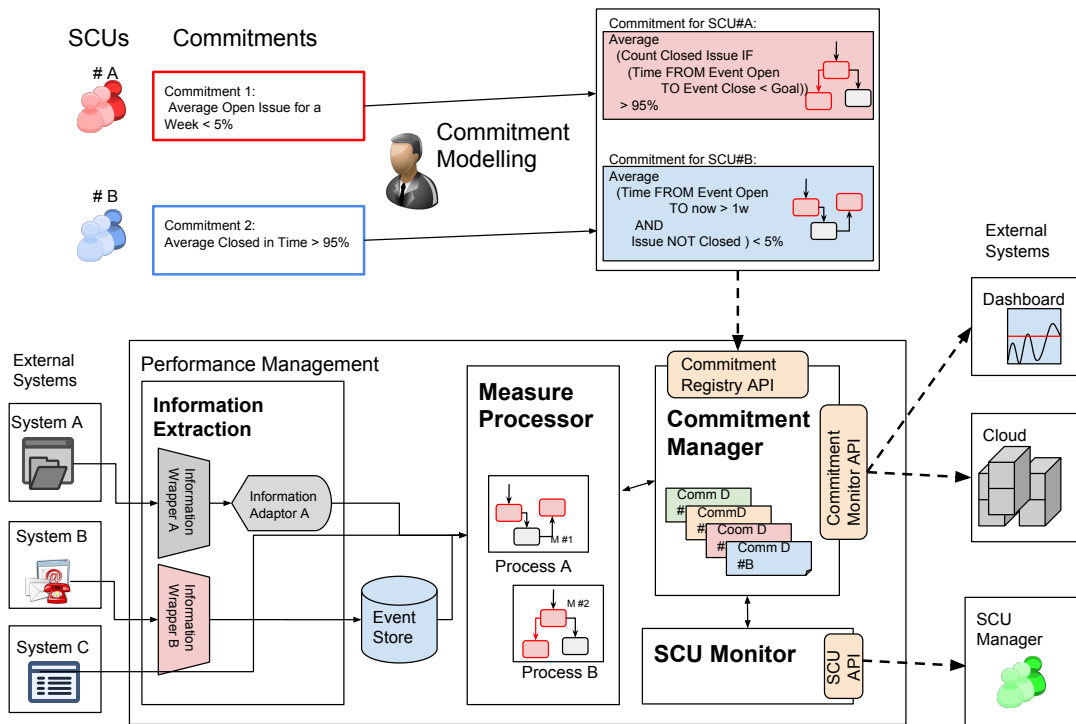 SCUs
Commitments
# A
Commitment 1:
Average Open Issue for a
Week < 5%
# B
Commitment 2:
Average Closed in Time > 95%
Commitment
Modelling
Commitment for SCU#A:
Average
(Count Closed Issue IF
(Time FROM Event Open
TO Event Close < Goal))
> 95%
Commitment for SCU#B:
Average
(Time FROM Event Open
TO now > 1w
AND
Issue NOT Closed ) < 5%
External
Systems
Dashboard
Cloud
SCU
Manager
External
Systems
System A
System B
@
System C
Performance Management
Information
Extraction
Information
Wrapper A
Information
Adaptor A
Information
Wrapper B
Event
Store
Measure
Processor
M #1
Process A
M #2
Process B
Commitment
Registry API
Commitment
Manager
Commitment
Monitor API
Comm D
#
CommD
#
Coom D
#
Comm D
#B
SCU Monitor
SCU
API